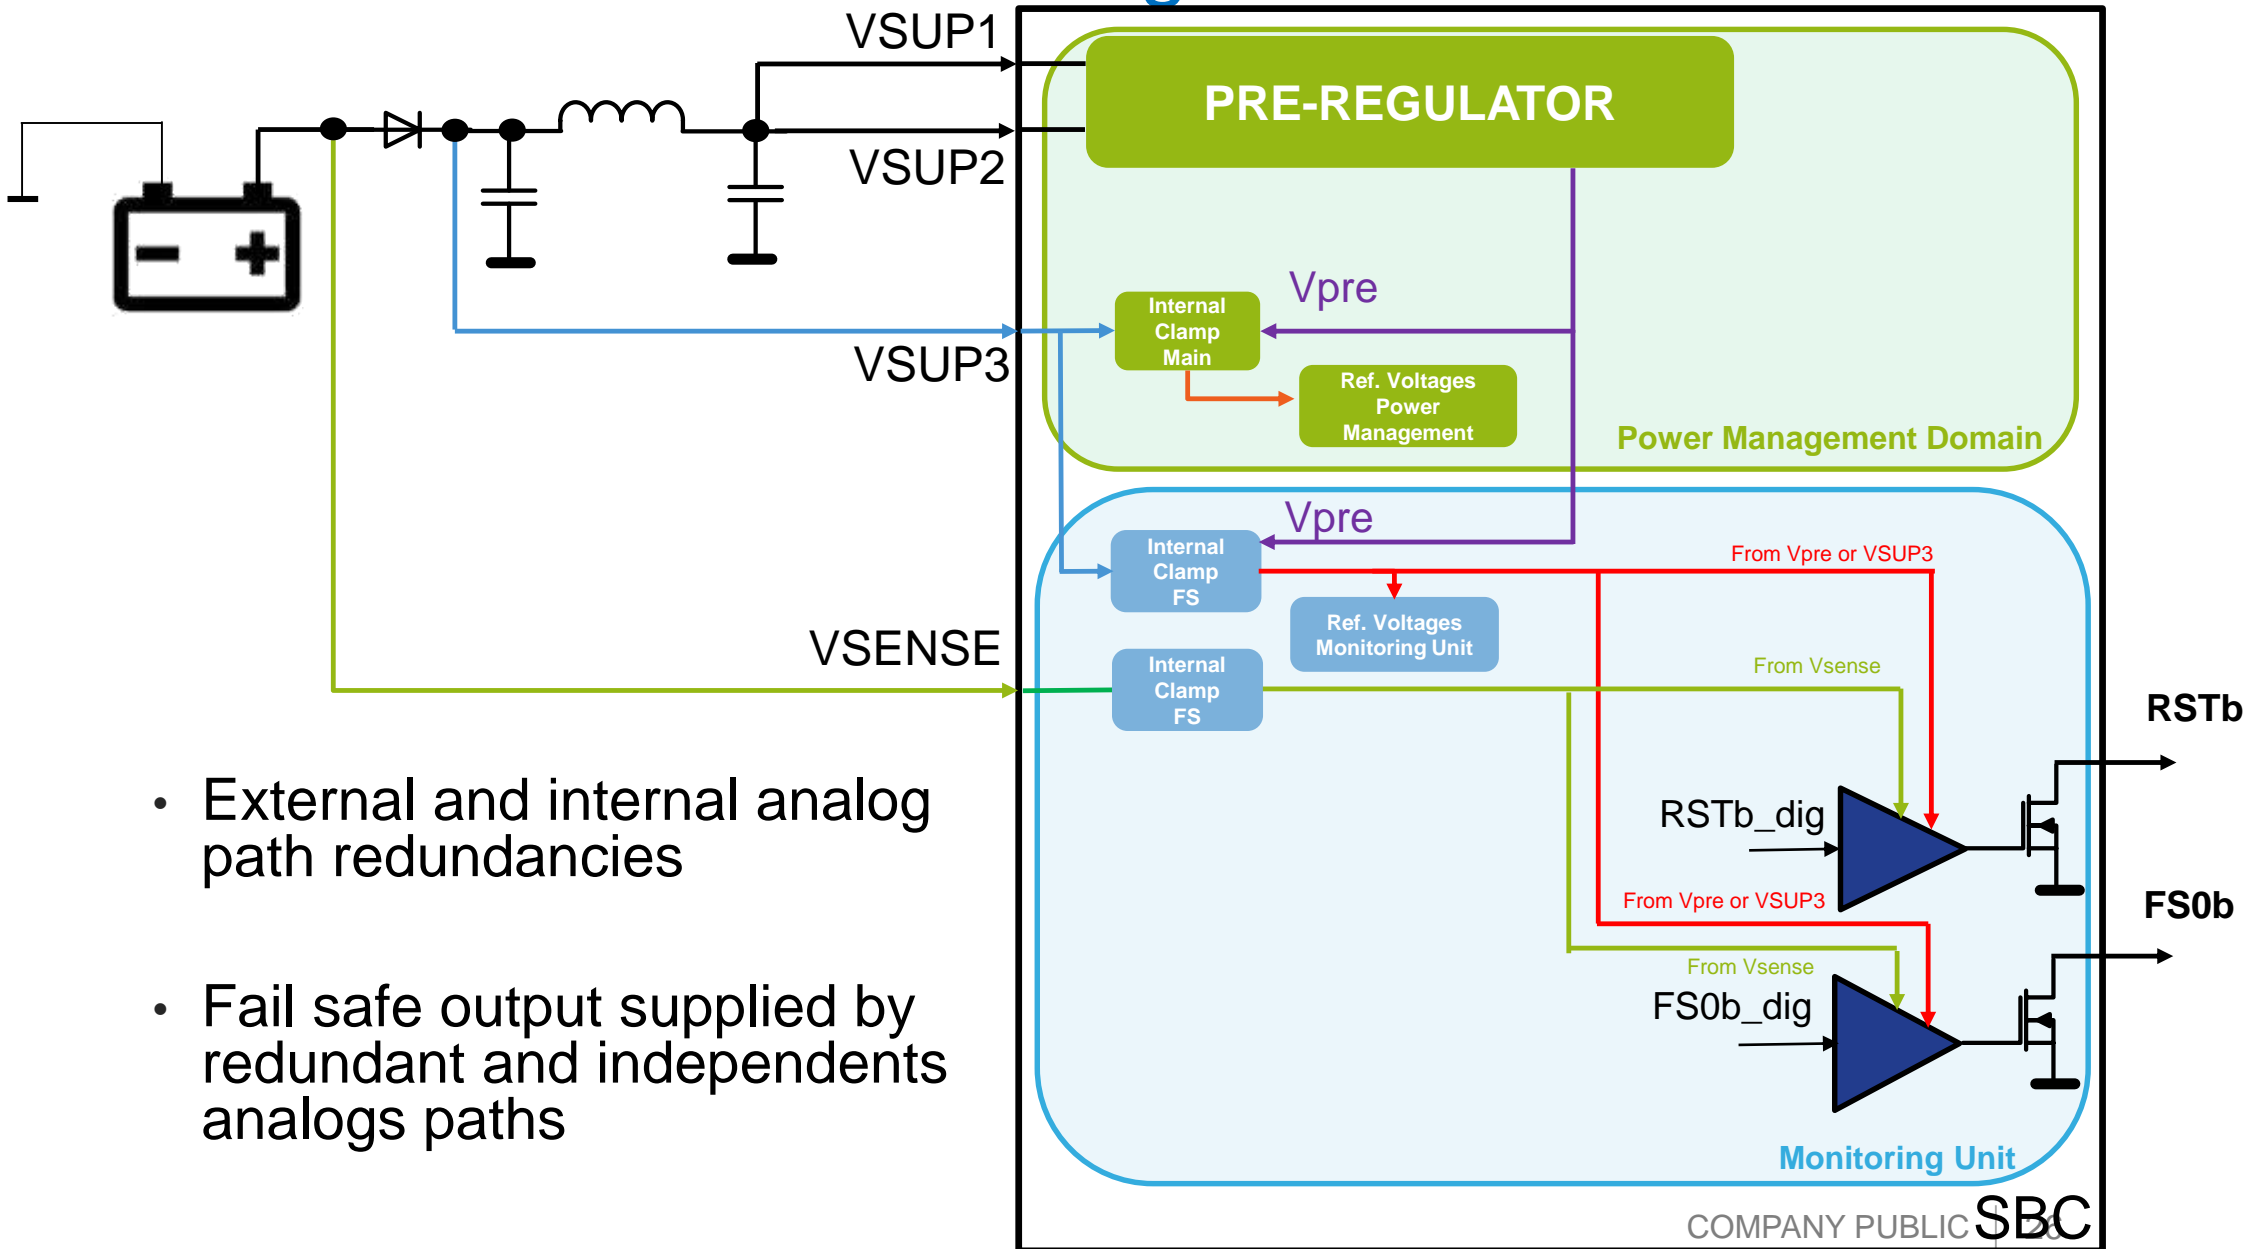 VSUP1
PRE-REGULATOR
VSUP2
Vpre
Internal
Clamp
Main
VSUP3
Ref. Voltages
Power
Management
Power Management Domain
Vpre
Internal
Clamp
FS
From Vpre or VSUP3
Ref. Voltages
Monitoring Unit
VSENSE
Internal
Clamp
FS
From Vsense
RSTb
• External and internal analog
path redundancies
RSTb_dig
From Vpre or VSUP3
FS0b
From Vsense
FS0b_dig
• Fail safe output supplied by
redundant and independents
analogs paths
Monitoring Unit
COMPANY PUBLIC | 26
SBC